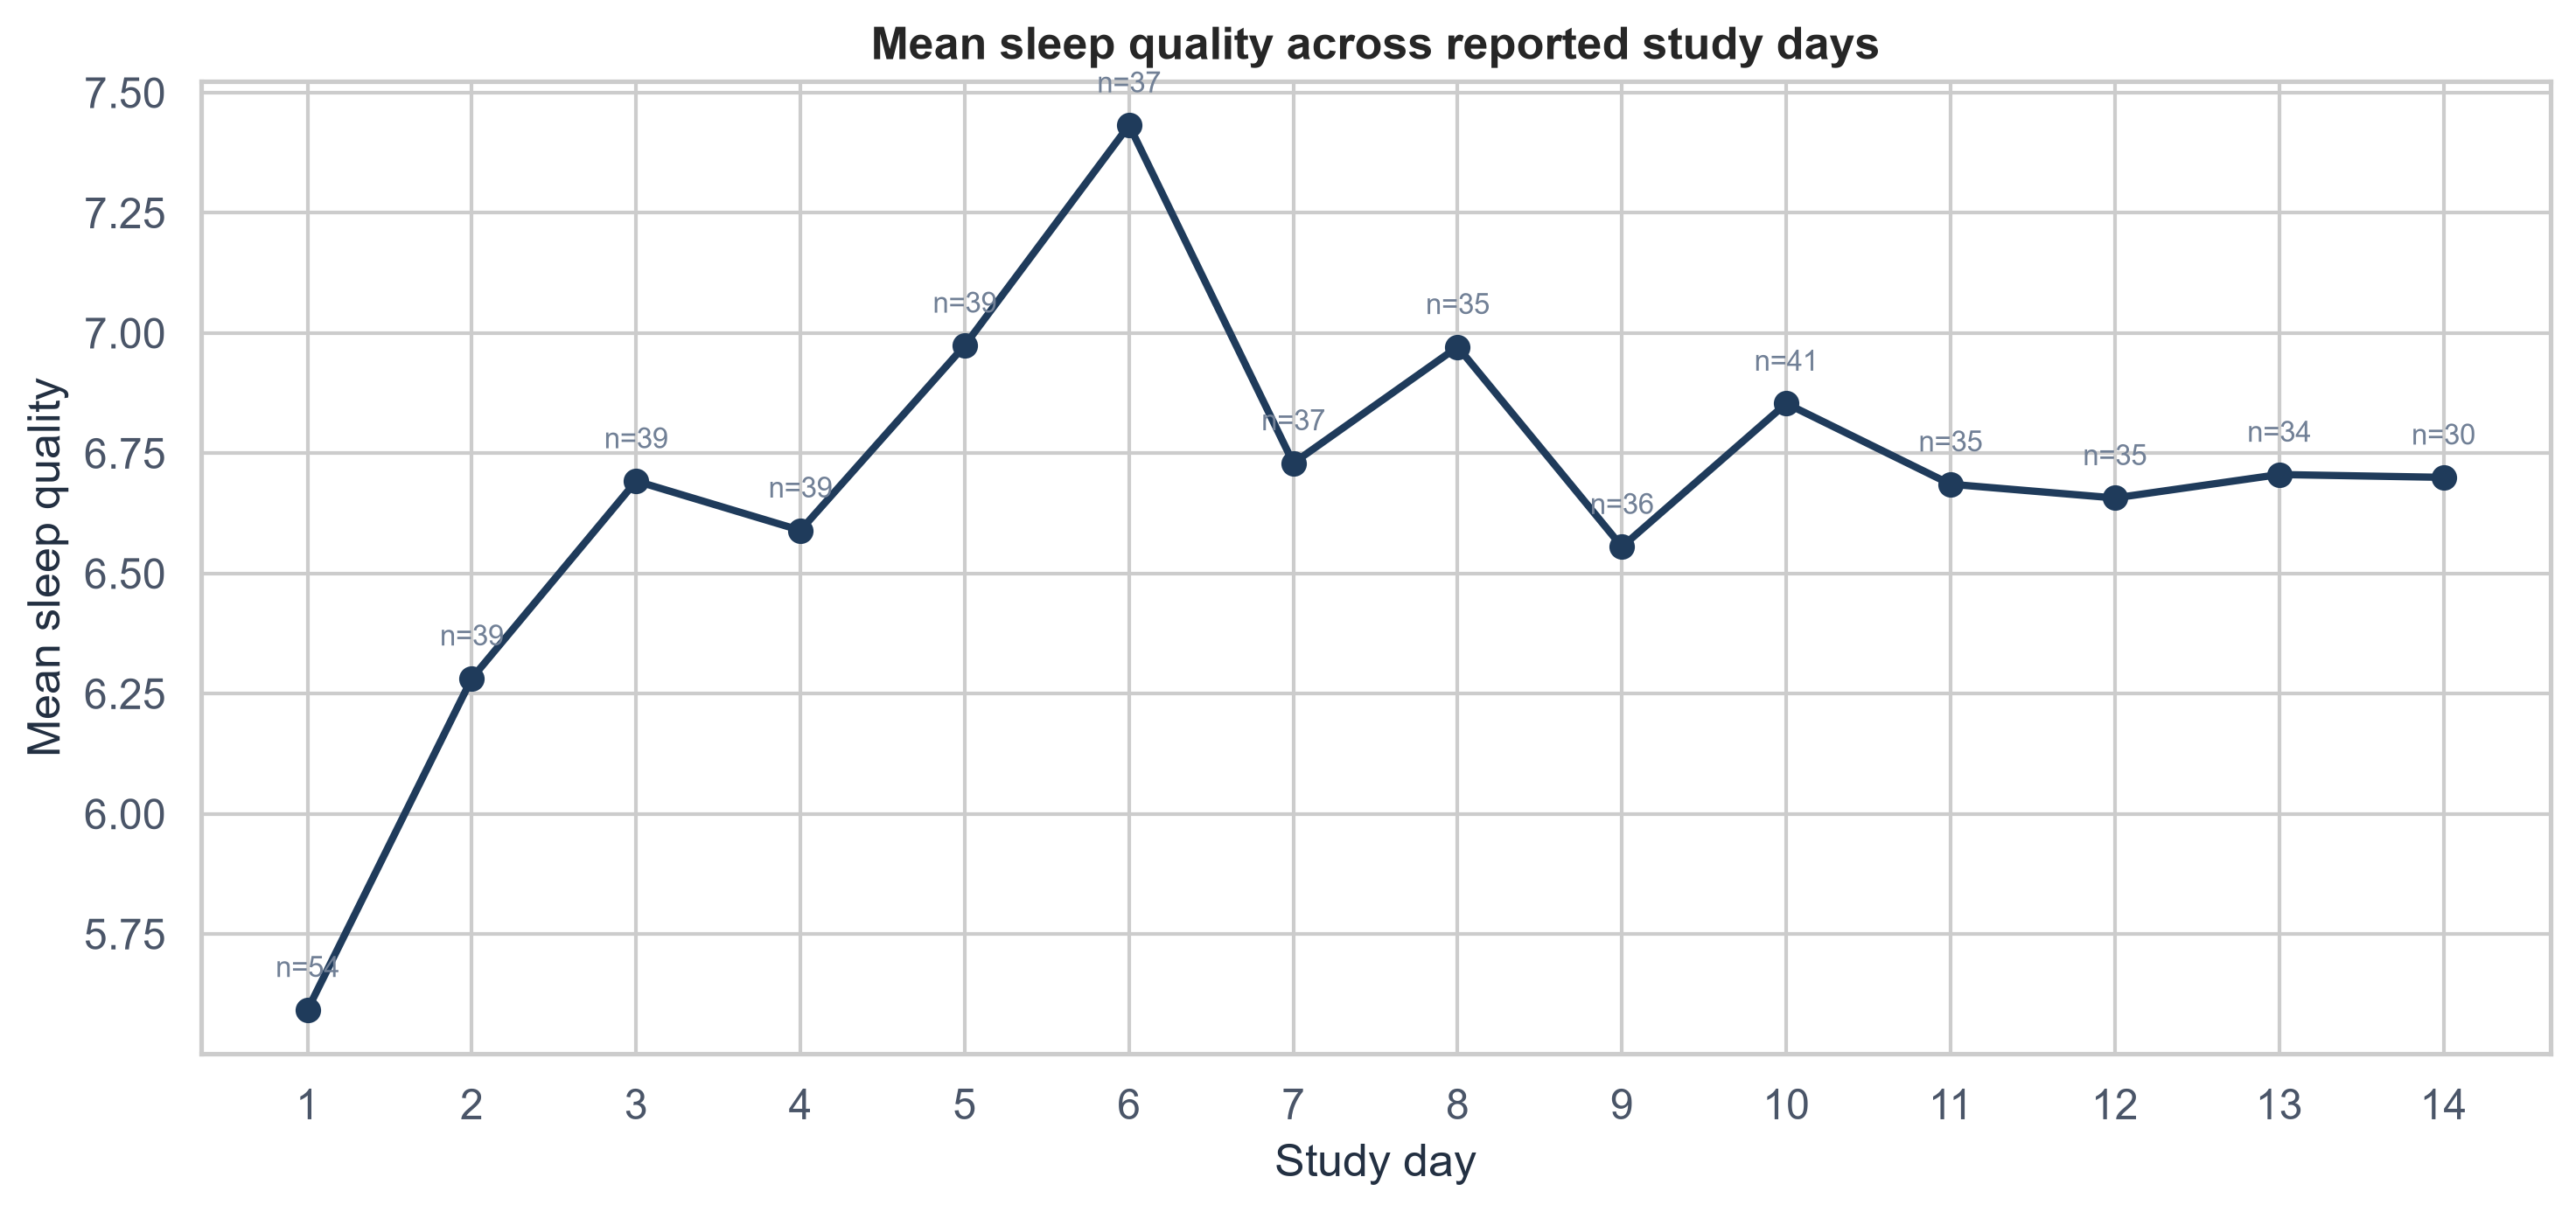 Mean sleep quality across reported study days
7.50
7.25
7.00
6.75
6.50
6.25
6.00
5.75
Mean sleep quality
n=54
n=39
n=39
n=39
n=39
n=37
n=37
n=35
n=36
n=41
n=35
n=35
n=34
n=30
1 2 3 4 5 6 7 8 9 10 11 12 13 14
Study day